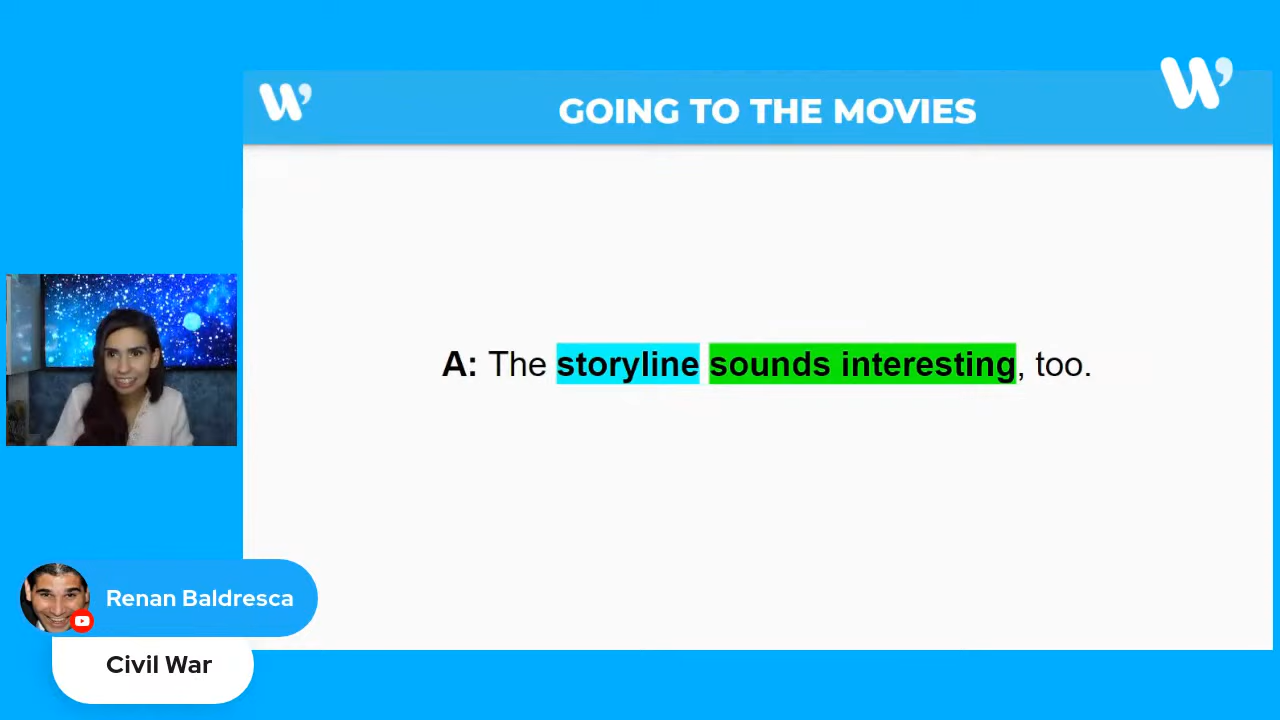 W'
W'
GOING TO THE MOVIES
A: The storyline sounds interesting, too.
Renan Baldresca
Civil War